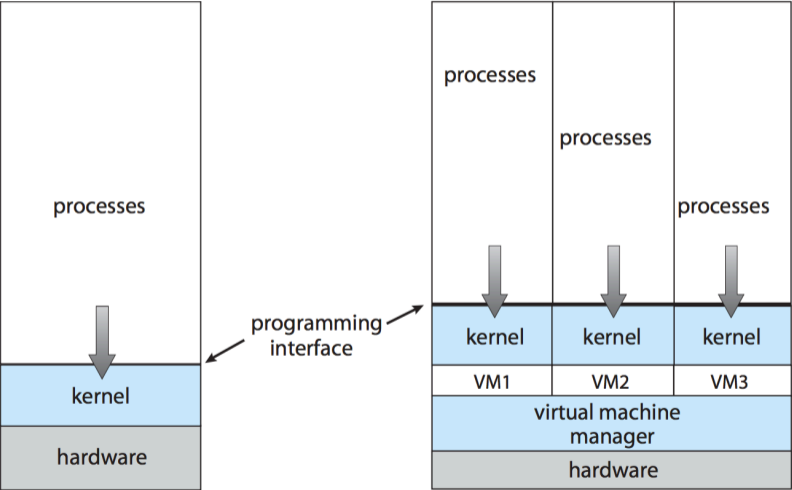 processes
kernel
hardware
programming
interface
processes
processes
processes
kernel
kernel
kernel
VM1
VM2
VM3
virtual machine
manager
hardware